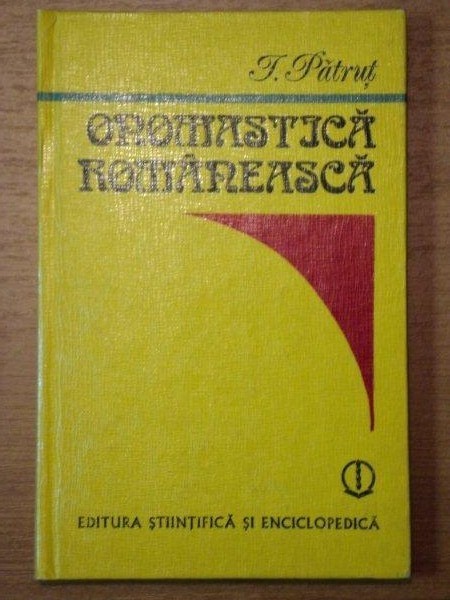 I. Pătruț
ONOMASTICĂ
ROMÂNEASCĂ
EDITURA ȘTIINȚIFICĂ ȘI ENCICLOPEDICĂ